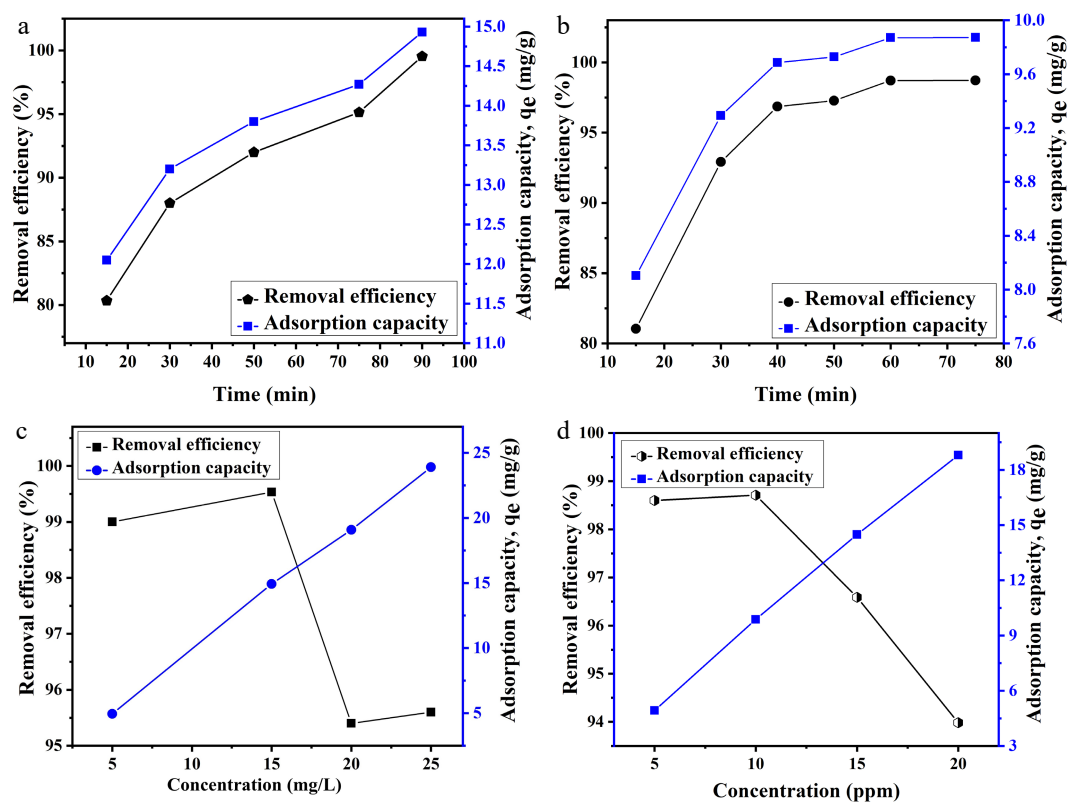 a
Removal efficiency (%)
100
95
90
85
80
15.0
14.5
14.0
13.5
13.0
12.5
12.0
11.5
11.0
Adsorption capacity, qe (mg/g)
Removal efficiency
Adsorption capacity
10 20 30 40 50 60 70 80 90 100
Time (min)
b
Removal efficiency (%)
100
95
90
85
80
10.0
9.6
9.2
8.8
8.4
8.0
7.6
Adsorption capacity, qe (mg/g)
Removal efficiency
Adsorption capacity
10 20 30 40 50 60 70 80
Time (min)
c
Removal efficiency (%)
100
99
98
97
96
95
25
20
15
10
5
Adsorption capacity, qe (mg/g)
Removal efficiency
Adsorption capacity
5 10 15 20 25
Concentration (mg/L)
d
Removal efficiency (%)
100
99
98
97
96
95
94
18
15
12
9
6
3
Adsorption capacity, qe (mg/g)
Removal efficiency
Adsorption capacity
5 10 15 20
Concentration (ppm)